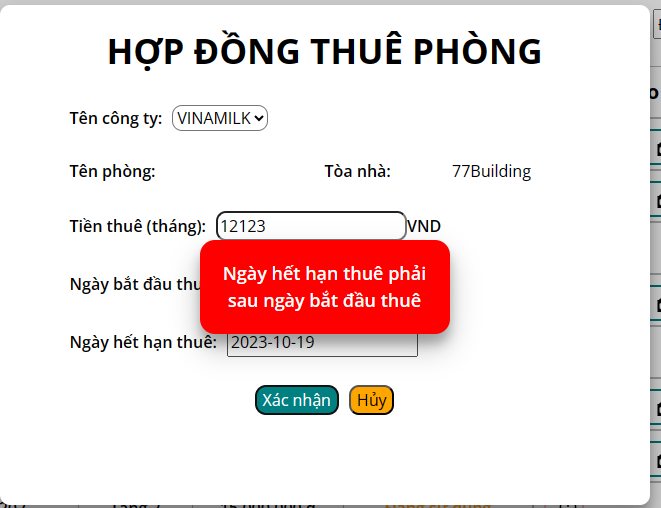 HỢP ĐỒNG THUÊ PHÒNG
Tên công ty: VINAMILK
Tên phòng: Tòa nhà: 77Building
Tiền thuê (tháng): 12123 VND
Ngày hết hạn thuê phải
sau ngày bắt đầu thuê
Ngày bắt đầu thu
Ngày hết hạn thuê: 2023-10-19
Xác nhận Hủy